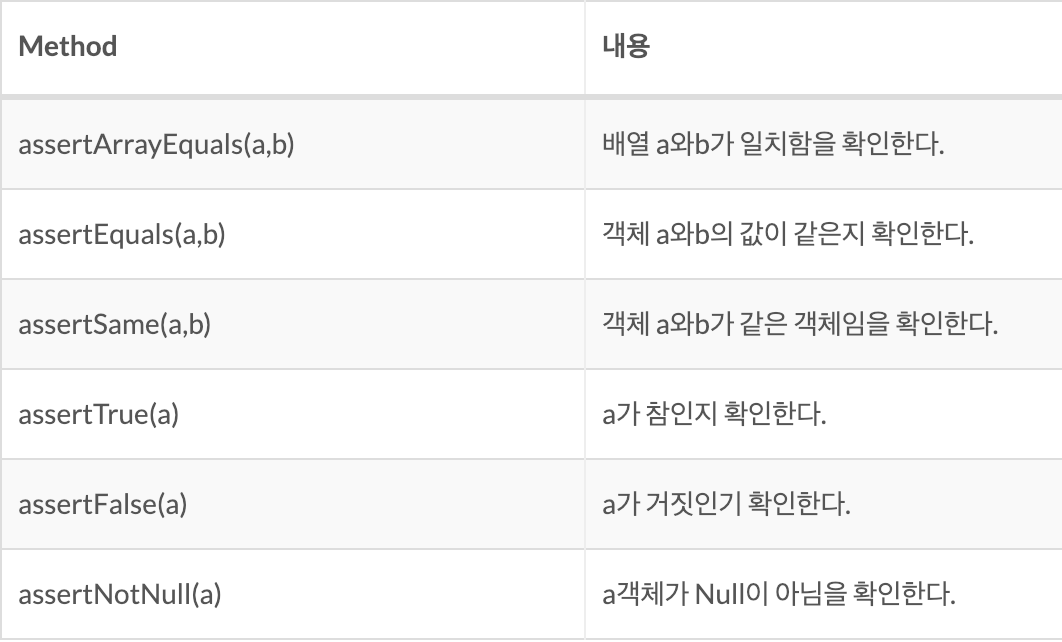 Method 내용
assertArrayEquals(a,b) 배열 a와b가 일치함을 확인한다.
assertEquals(a,b) 객체 a와b의 값이 같은지 확인한다.
assertSame(a,b) 객체 a와b가 같은 객체임을 확인한다.
assertTrue(a) a가 참인지 확인한다.
assertFalse(a) a가 거짓인기 확인한다.
assertNotNull(a) a객체가 Null이 아님을 확인한다.